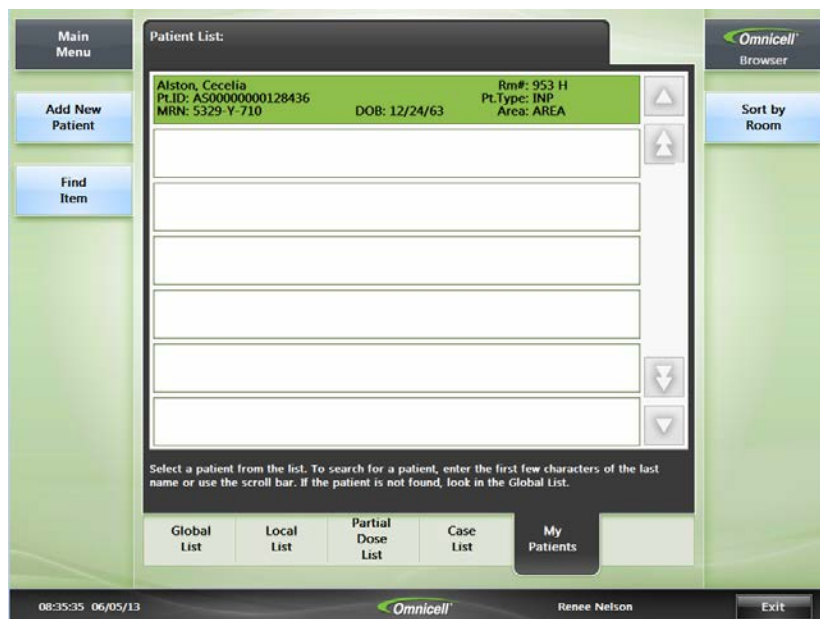 Main
Menu
Patient List:
Omnicell
Browser
Add New
Patient
Find
Item
Sort by
Room
Alston, Cecelia Rm#: 953 H
Pt.ID: AS00000000128436 Pt.Type: INP
MRN: 5329-Y-710 DOB: 12/24/63 Area: AREA
Select a patient from the list. To search for a patient, enter the first few characters of the last
name or use the scroll bar. If the patient is not found, look in the Global List.
Global
List
Local
List
Partial
Dose
List
Case
List
My
Patients
08:35:35 06/05/13 Omnicell Renee Nelson Exit